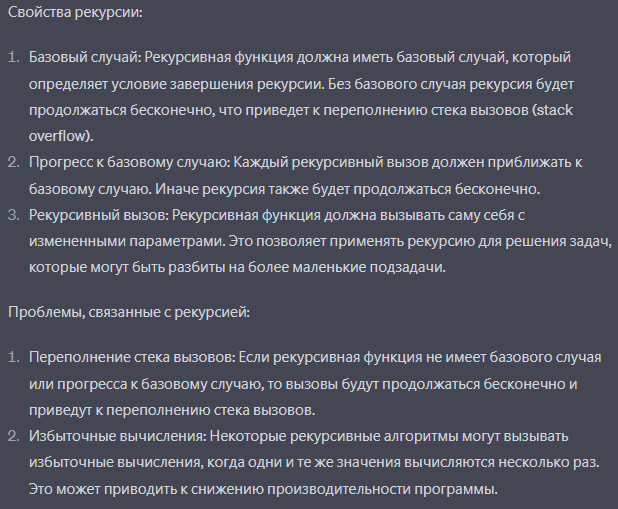 Свойства рекурсии:
1. Базовый случай: Рекурсивная функция должна иметь базовый случай, который
определяет условие завершения рекурсии. Без базового случая рекурсия будет
продолжаться бесконечно, что приведет к переполнению стека вызовов (stack
overflow).
2. Прогресс к базовому случаю: Каждый рекурсивный вызов должен приближать к
базовому случаю. Иначе рекурсия также будет продолжаться бесконечно.
3. Рекурсивный вызов: Рекурсивная функция должна вызывать саму себя с
измененными параметрами. Это позволяет применять рекурсию для решения задач,
которые могут быть разбиты на более маленькие подзадачи.
Проблемы, связанные с рекурсией:
1. Переполнение стека вызовов: Если рекурсивная функция не имеет базового случая
или прогресса к базовому случаю, то вызовы будут продолжаться бесконечно и
приведут к переполнению стека вызовов.
2. Избыточные вычисления: Некоторые рекурсивные алгоритмы могут вызывать
избыточные вычисления, когда одни и те же значения вычисляются несколько раз.
Это может приводить к снижению производительности программы.